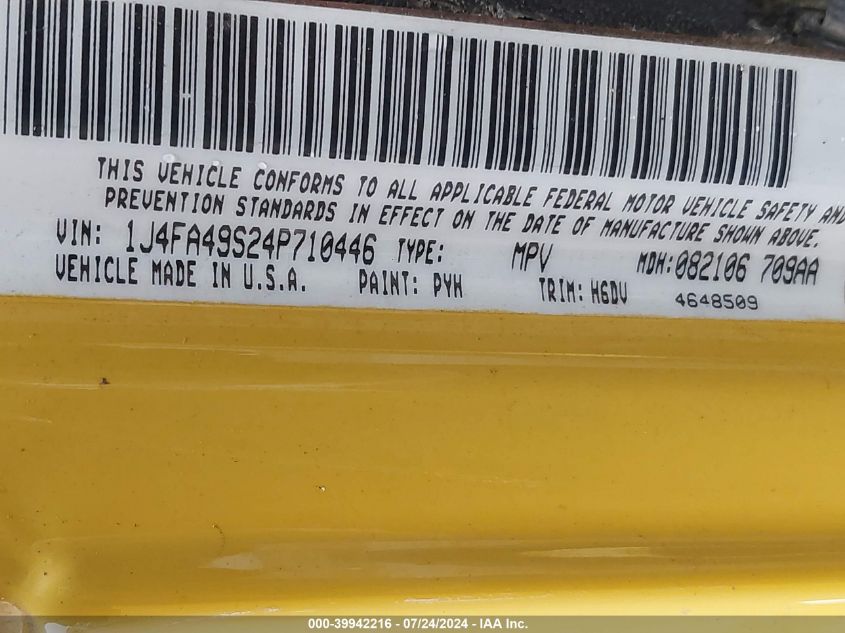 THIS VEHICLE CONFORMS TO ALL APPLICABLE FEDERAL MOTOR VEHICLE SAFETY AND
PREVENTION STANDARDS IN EFFECT ON THE DATE OF MANUFACTURE SHOWN ABOVE.
VIN: 1J4FA49S24P710446 TYPE: MPV MDH:082106 709AA
VEHICLE MADE IN U.S.A. PAINT: PYH TRIM: H6DV 4648509
000-39942216 - 07/24/2024 - IAA Inc.